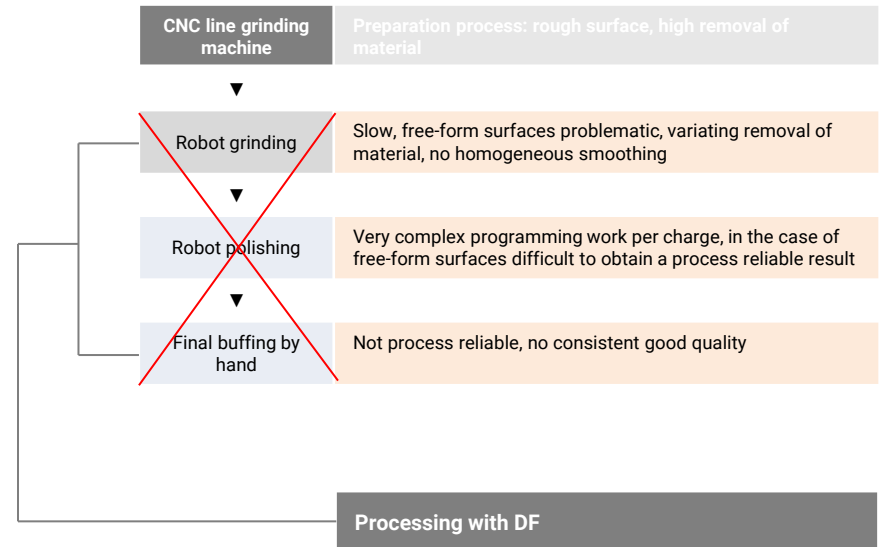 CNC line grinding
machine
Preparation process: rough surface, high removal of
material
▼
Robot grinding
Slow, free-form surfaces problematic, variating removal of
material, no homogeneous smoothing
▼
Robot polishing
Very complex programming work per charge, in the case of
free-form surfaces difficult to obtain a process reliable result
▼
Final buffing by
hand
Not process reliable, no consistent good quality
Processing with DF